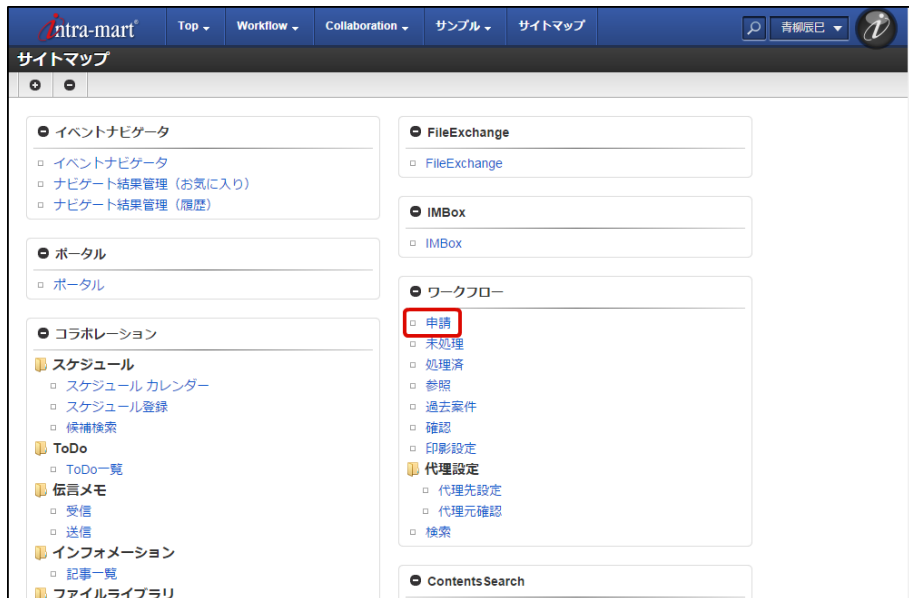 intra-mart Top Workflow Collaboration サンプル サイトマップ 青柳辰巳
サイトマップ
イベントナビゲータ
イベントナビゲータ
ナビゲート結果管理（お気に入り）
ナビゲート結果管理（履歴）
ポータル
ポータル
コラボレーション
スケジュール
スケジュール カレンダー
スケジュール登録
候補検索
ToDo
ToDo一覧
伝言メモ
受信
送信
インフォメーション
記事一覧
ファイルライブラリ
FileExchange
FileExchange
IMBox
IMBox
ワークフロー
申請
未処理
処理済
参照
過去案件
確認
印影設定
代理設定
代理先設定
代理元確認
検索
ContentsSearch